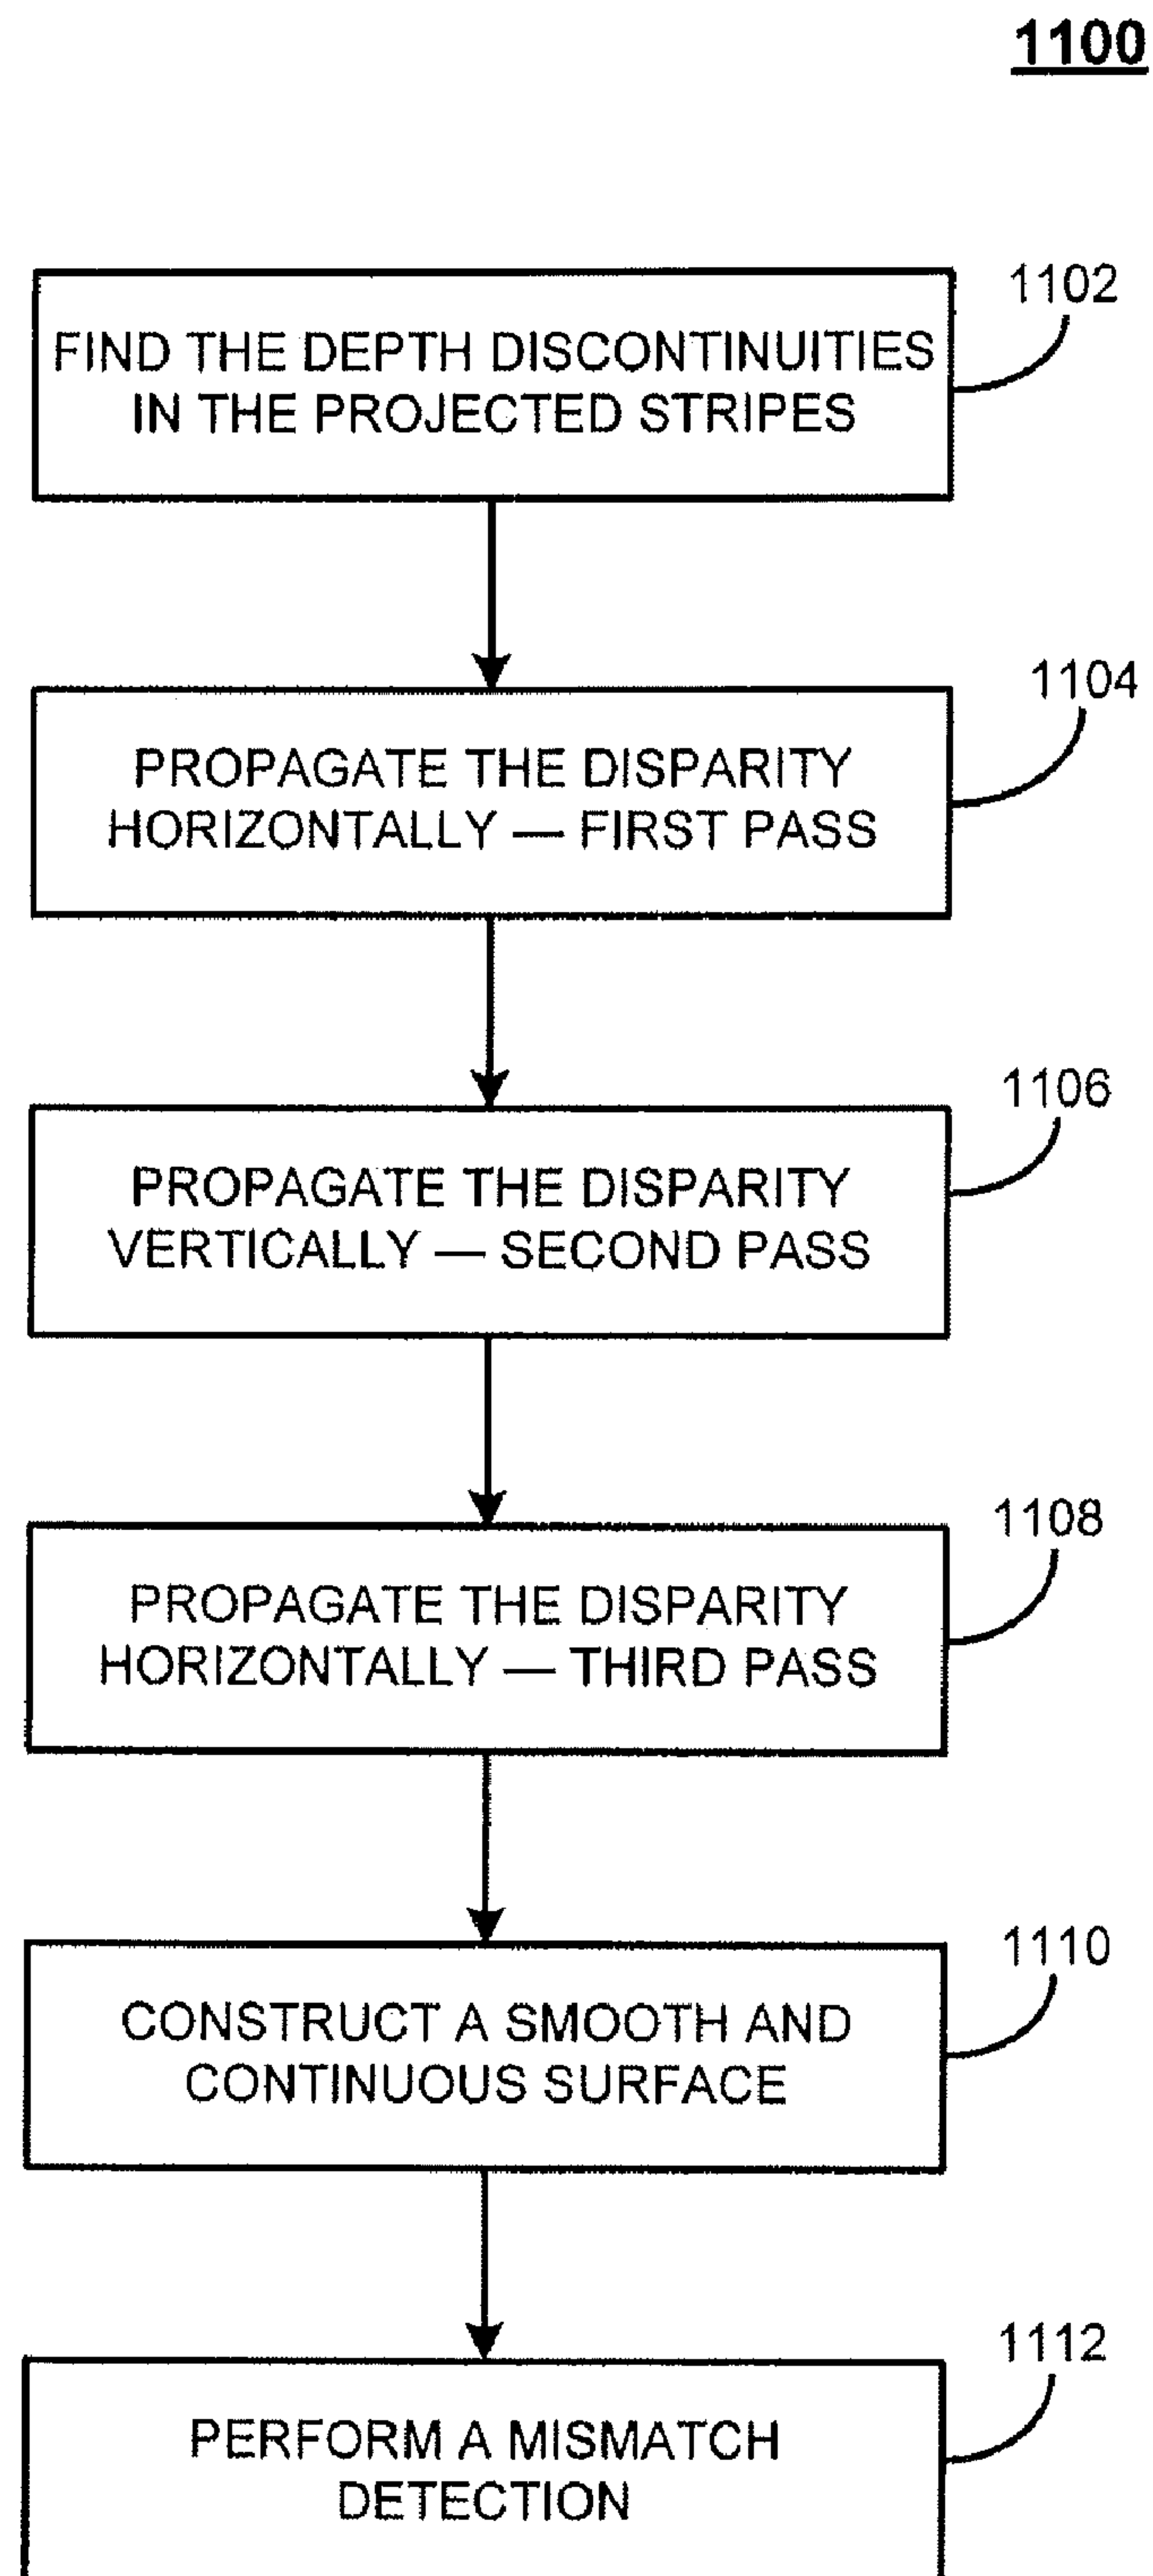 1100
1102
FIND THE DEPTH DISCONTINUITIES
IN THE PROJECTED STRIPES
1104
PROPAGATE THE DISPARITY
HORIZONTALLY — FIRST PASS
1106
PROPAGATE THE DISPARITY
VERTICALLY — SECOND PASS
1108
PROPAGATE THE DISPARITY
HORIZONTALLY — THIRD PASS
1110
CONSTRUCT A SMOOTH AND
CONTINUOUS SURFACE
1112
PERFORM A MISMATCH
DETECTION